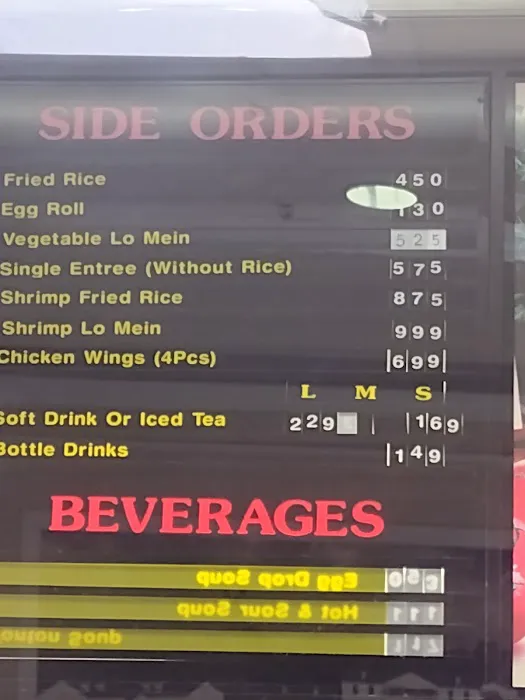 SIDE ORDERS
Fried Rice 450
Egg Roll 130
Vegetable Lo Mein 525
Single Entree (Without Rice) 575
Shrimp Fried Rice 875
Shrimp Lo Mein 999
Chicken Wings (4Pcs) 699
L M S
Soft Drink Or Iced Tea 229 169
Bottle Drinks 149
BEVERAGES
Egg Drop Soup
Hot & Sour Soup